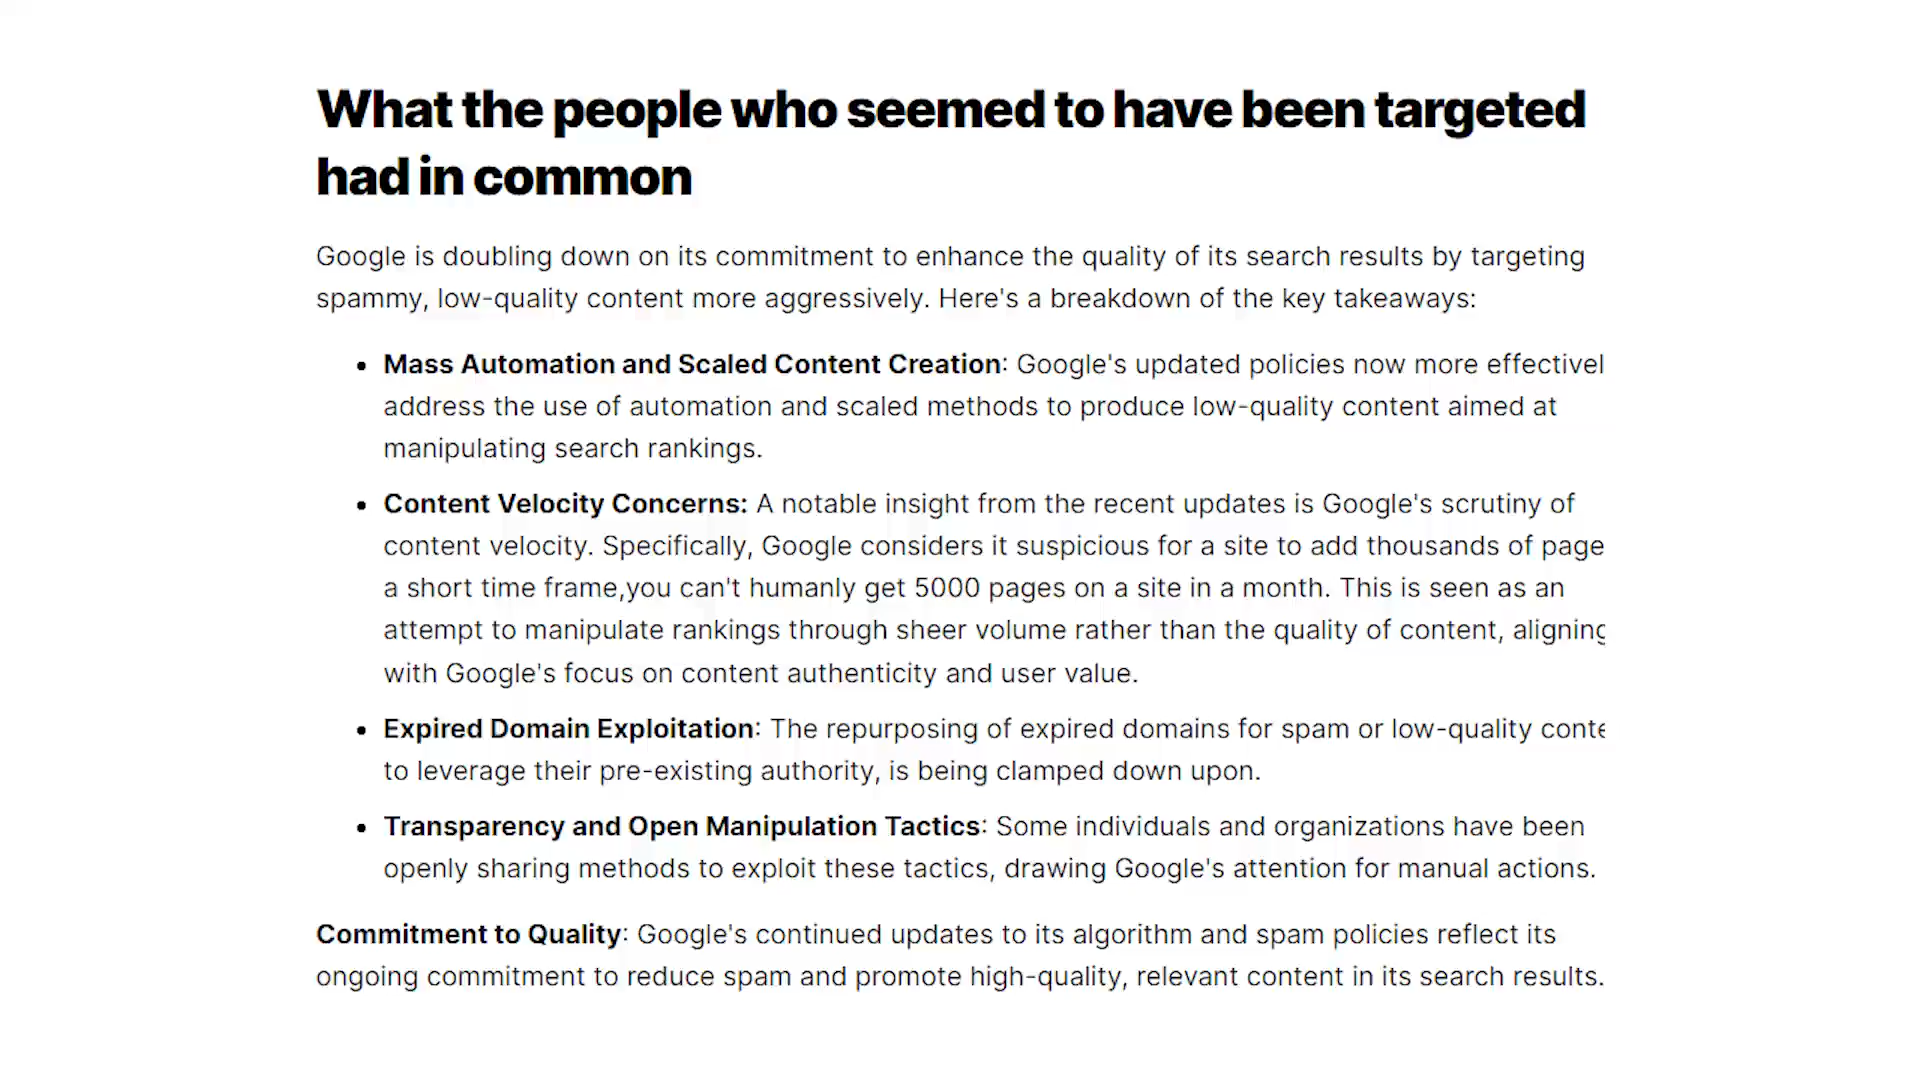 What the people who seemed to have been targeted
had in common
Google is doubling down on its commitment to enhance the quality of its search results by targeting
spammy, low-quality content more aggressively. Here's a breakdown of the key takeaways:
• Mass Automation and Scaled Content Creation: Google's updated policies now more effectivel
address the use of automation and scaled methods to produce low-quality content aimed at
manipulating search rankings.
• Content Velocity Concerns: A notable insight from the recent updates is Google's scrutiny of
content velocity. Specifically, Google considers it suspicious for a site to add thousands of page
a short time frame,you can't humanly get 5000 pages on a site in a month. This is seen as an
attempt to manipulate rankings through sheer volume rather than the quality of content, aligning
with Google's focus on content authenticity and user value.
• Expired Domain Exploitation: The repurposing of expired domains for spam or low-quality conte
to leverage their pre-existing authority, is being clamped down upon.
• Transparency and Open Manipulation Tactics: Some individuals and organizations have been
openly sharing methods to exploit these tactics, drawing Google's attention for manual actions.
Commitment to Quality: Google's continued updates to its algorithm and spam policies reflect its
ongoing commitment to reduce spam and promote high-quality, relevant content in its search results.